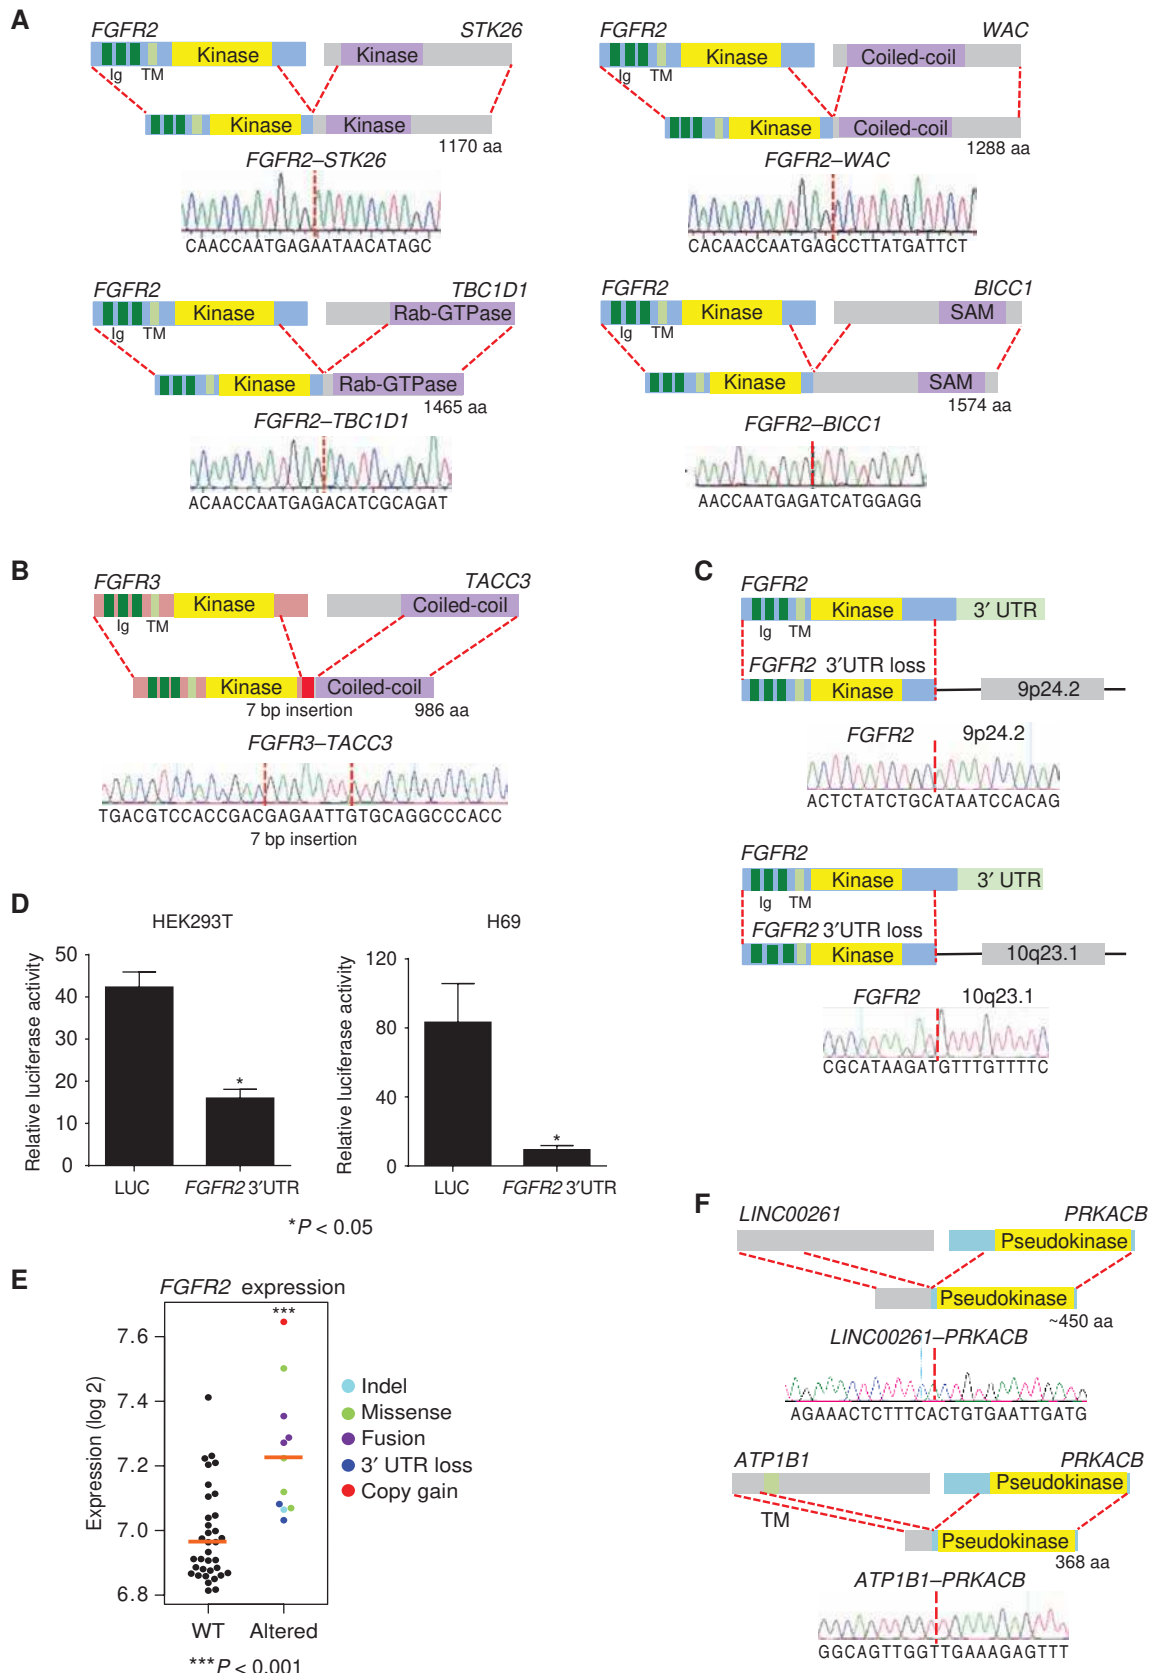 A
FGFR2 STK26
Kinase Kinase
Ig TM
Kinase Kinase
1170 aa
FGFR2–STK26
CAACCAATGAGAATAACATAGC
FGFR2 WAC
Kinase Coiled-coil
Ig TM
Kinase Coiled-coil
1288 aa
FGFR2–WAC
CACAACCAATGAGCCTTATGATTCT
FGFR2 TBC1D1
Kinase Rab-GTPase
Ig TM
Kinase Rab-GTPase
1465 aa
FGFR2–TBC1D1
ACAACCAATGAGACATCGCAGAT
FGFR2 BICC1
Kinase SAM
Ig TM
Kinase SAM
1574 aa
FGFR2–BICC1
AACCAATGAGATCATGGAGG
B
FGFR3 TACC3
Kinase Coiled-coil
Ig TM
Kinase Coiled-coil
7 bp insertion 986 aa
FGFR3–TACC3
TGACGTCCACCGACGAGAATTGTGCAGGCCCACC
7 bp insertion
C
FGFR2
Kinase 3′ UTR
Ig TM
FGFR2 3′UTR loss
Kinase 9p24.2
FGFR2 9p24.2
ACTCTATCTGCATAATCCACAG
FGFR2
Kinase 3′ UTR
Ig TM
FGFR2 3′UTR loss
Kinase 10q23.1
FGFR2 10q23.1
CGCATAAGATGTTTGTTTTC
D
HEK293T
Relative luciferase activity
50
40
30
20
10
0
*
LUC FGFR2 3′UTR
H69
Relative luciferase activity
120
80
40
0
*
LUC FGFR2 3′UTR
*P < 0.05
E
FGFR2 expression
***
Expression (log 2)
7.6
7.4
7.2
7.0
6.8
WT Altered
Indel
Missense
Fusion
3′ UTR loss
Copy gain
***P < 0.001
F
LINC00261 PRKACB
Pseudokinase
Pseudokinase
~450 aa
LINC00261–PRKACB
AGAAACTCTTTCACTGTGAATTGATG
ATP1B1 PRKACB
Pseudokinase
TM
Pseudokinase
368 aa
ATP1B1–PRKACB
GGCAGTTGGTTGAAAGAGTTT